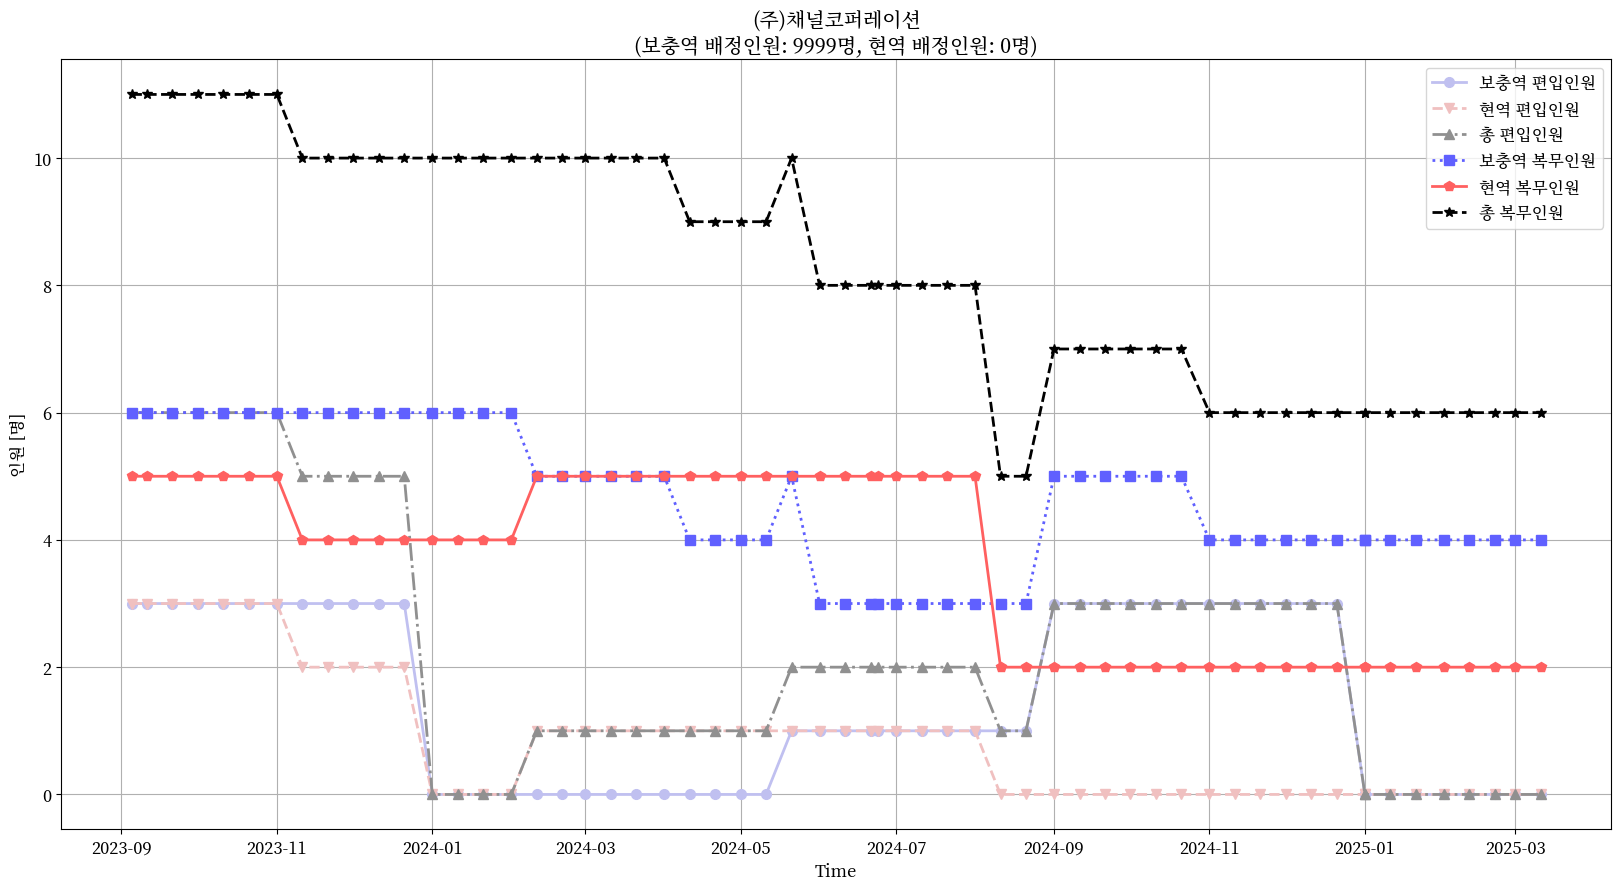 (주)채널코퍼레이션
(보충역 배정인원: 9999명, 현역 배정인원: 0명)
보충역 편입인원
현역 편입인원
총 편입인원
보충역 복무인원
현역 복무인원
총 복무인원
인원 [명]
10
8
6
4
2
0
2023-09
2023-11
2024-01
2024-03
2024-05
2024-07
2024-09
2024-11
2025-01
2025-03
Time